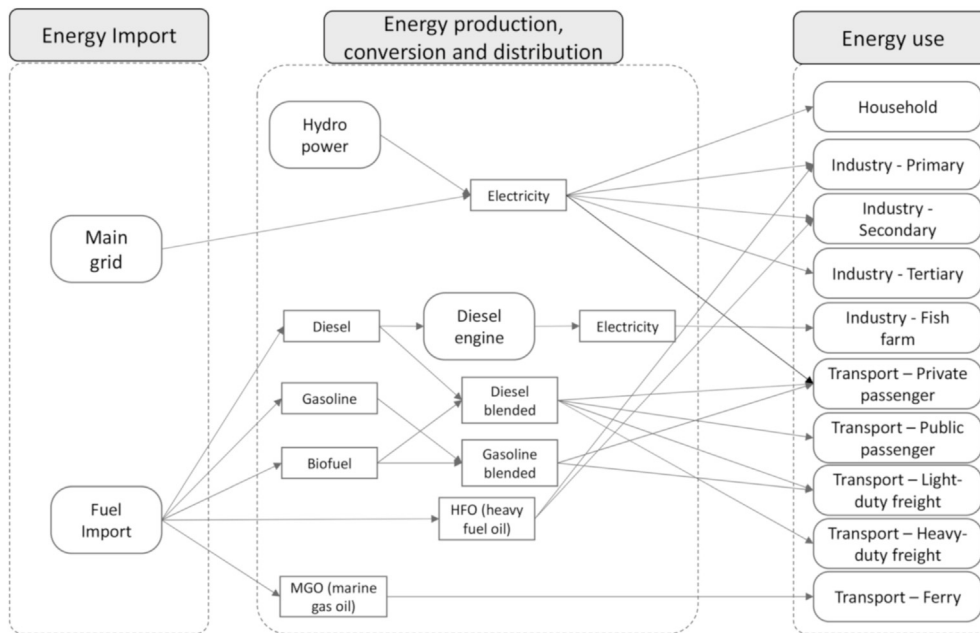 Energy Import
Energy production,
conversion and distribution
Energy use
Hydro
power
Electricity
Main
grid
Diesel
Diesel
engine
Electricity
Gasoline
Diesel
blended
Biofuel
Gasoline
blended
Fuel
Import
HFO (heavy
fuel oil)
MGO (marine
gas oil)
Household
Industry - Primary
Industry -
Secondary
Industry - Tertiary
Industry - Fish
farm
Transport – Private
passenger
Transport – Public
passenger
Transport – Light-
duty freight
Transport – Heavy-
duty freight
Transport – Ferry